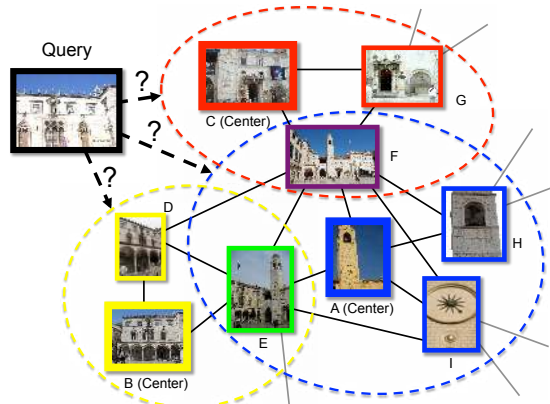 Query
?
?
?
C (Center)
G
F
D
H
A (Center)
E
I
B (Center)